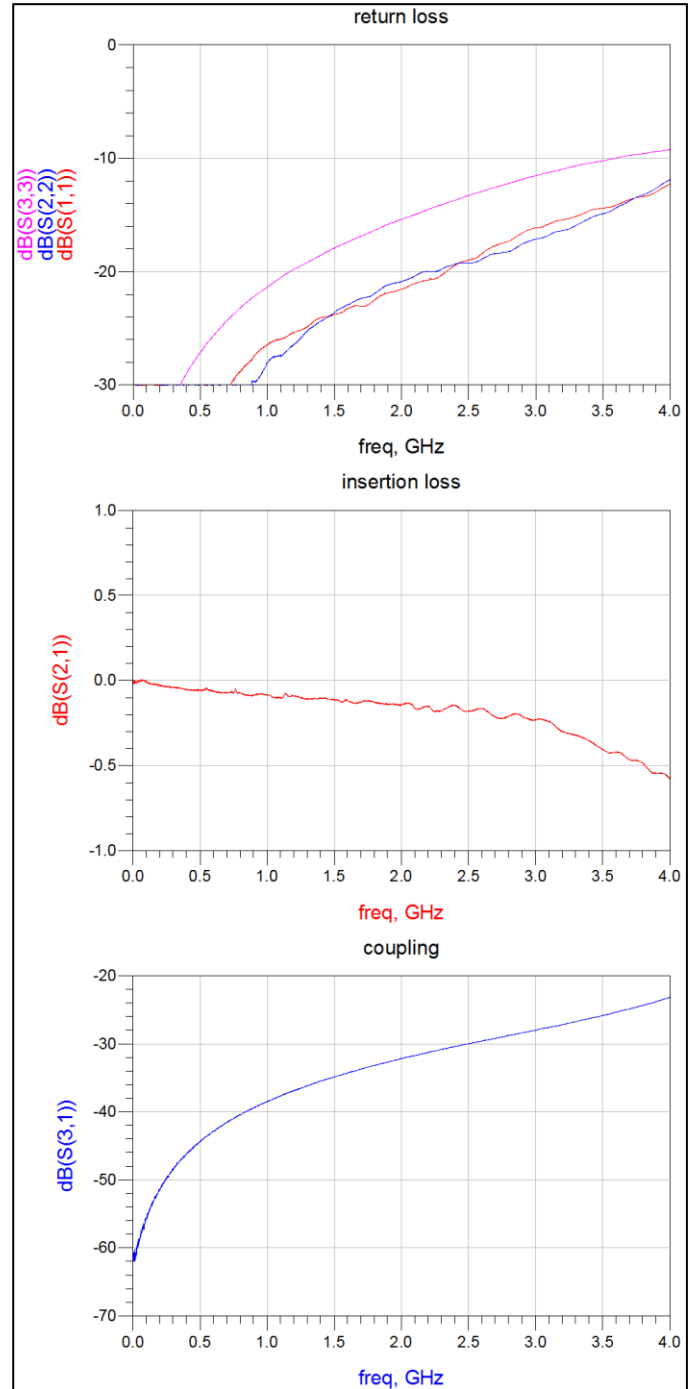 return loss
dB(S(3,3))
dB(S(2,2))
dB(S(1,1))
0
-10
-20
-30
0.0 0.5 1.0 1.5 2.0 2.5 3.0 3.5 4.0
freq, GHz
insertion loss
dB(S(2,1))
1.0
0.5
0.0
-0.5
-1.0
0.0 0.5 1.0 1.5 2.0 2.5 3.0 3.5 4.0
freq, GHz
coupling
dB(S(3,1))
-20
-30
-40
-50
-60
-70
0.0 0.5 1.0 1.5 2.0 2.5 3.0 3.5 4.0
freq, GHz